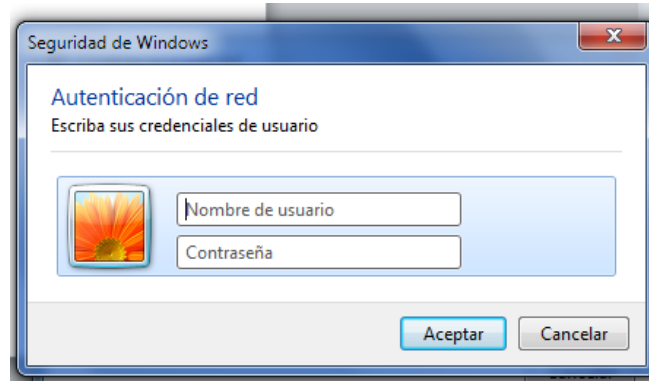 Seguridad de Windows
Autenticación de red
Escriba sus credenciales de usuario
Nombre de usuario
Contraseña
Aceptar
Cancelar